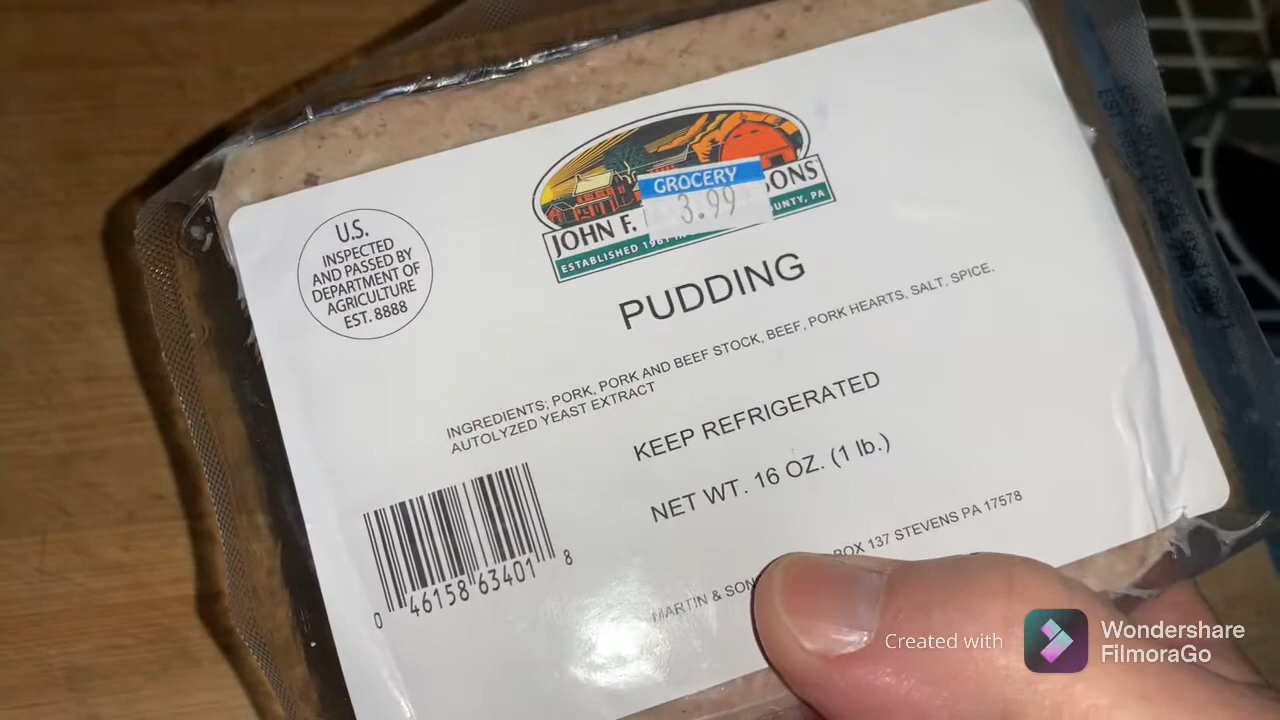 U.S.
INSPECTED
AND PASSED BY
DEPARTMENT OF
AGRICULTURE
EST. 8888
GROCERY
3.99
JOHN F. SONS
ESTABLISHED 1961 IN UNTY, PA
PUDDING
INGREDIENTS: PORK, PORK AND BEEF STOCK, BEEF, PORK HEARTS, SALT, SPICE,
AUTOLYZED YEAST EXTRACT
KEEP REFRIGERATED
NET WT. 16 OZ. (1 lb.)
MARTIN & SON BOX 137 STEVENS PA 17578
0 46158 63401 8
Created with
Wondershare
FilmoraGo